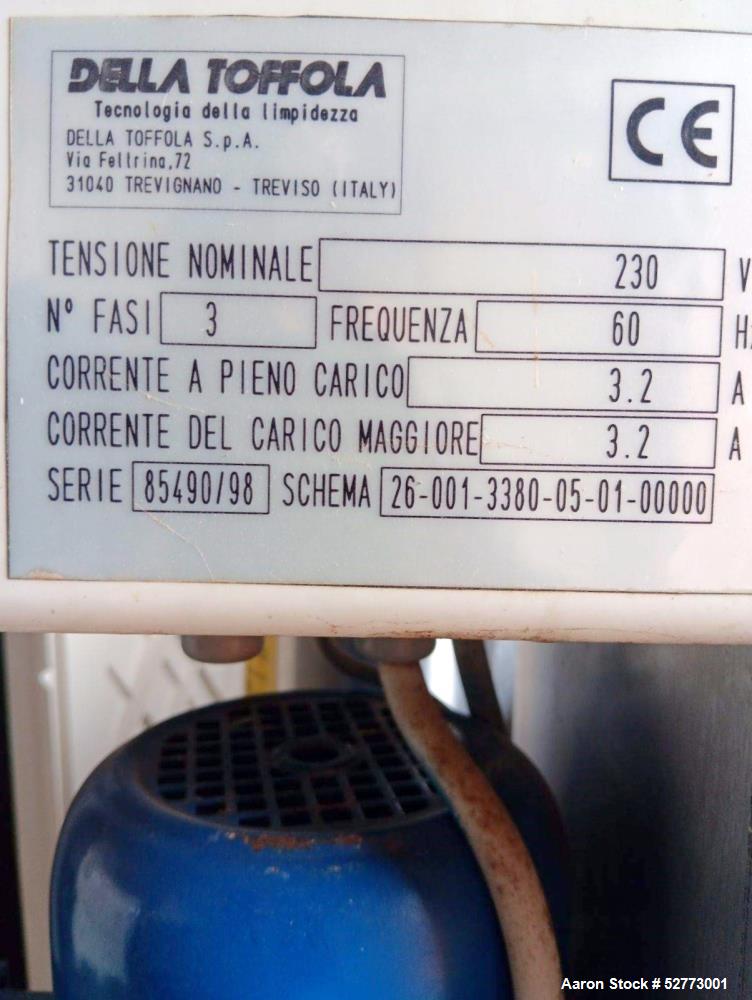 DELLA TOFFOLA
Tecnologia della limpidezza
DELLA TOFFOLA S.p.A.
Via Feltrina,72
31040 TREVIGNANO - TREVISO (ITALY)
CE
TENSIONE NOMINALE 230 V
N° FASI 3 FREQUENZA 60 Hz
CORRENTE A PIENO CARICO 3.2 A
CORRENTE DEL CARICO MAGGIORE 3.2 A
SERIE 85490/98 SCHEMA 26-001-3380-05-01-00000
Aaron Stock # 52773001